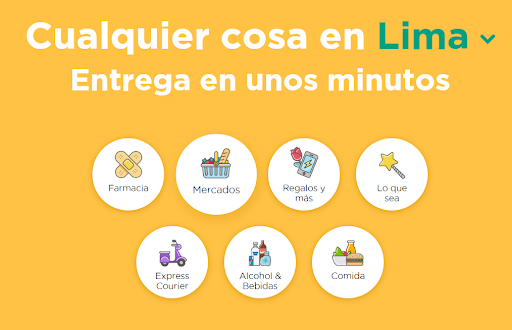 Cualquier cosa en Lima
Entrega en unos minutos
Farmacia
Mercados
Regalos y
más
Lo que
sea
Express
Courier
Alcohol &
Bebidas
Comida